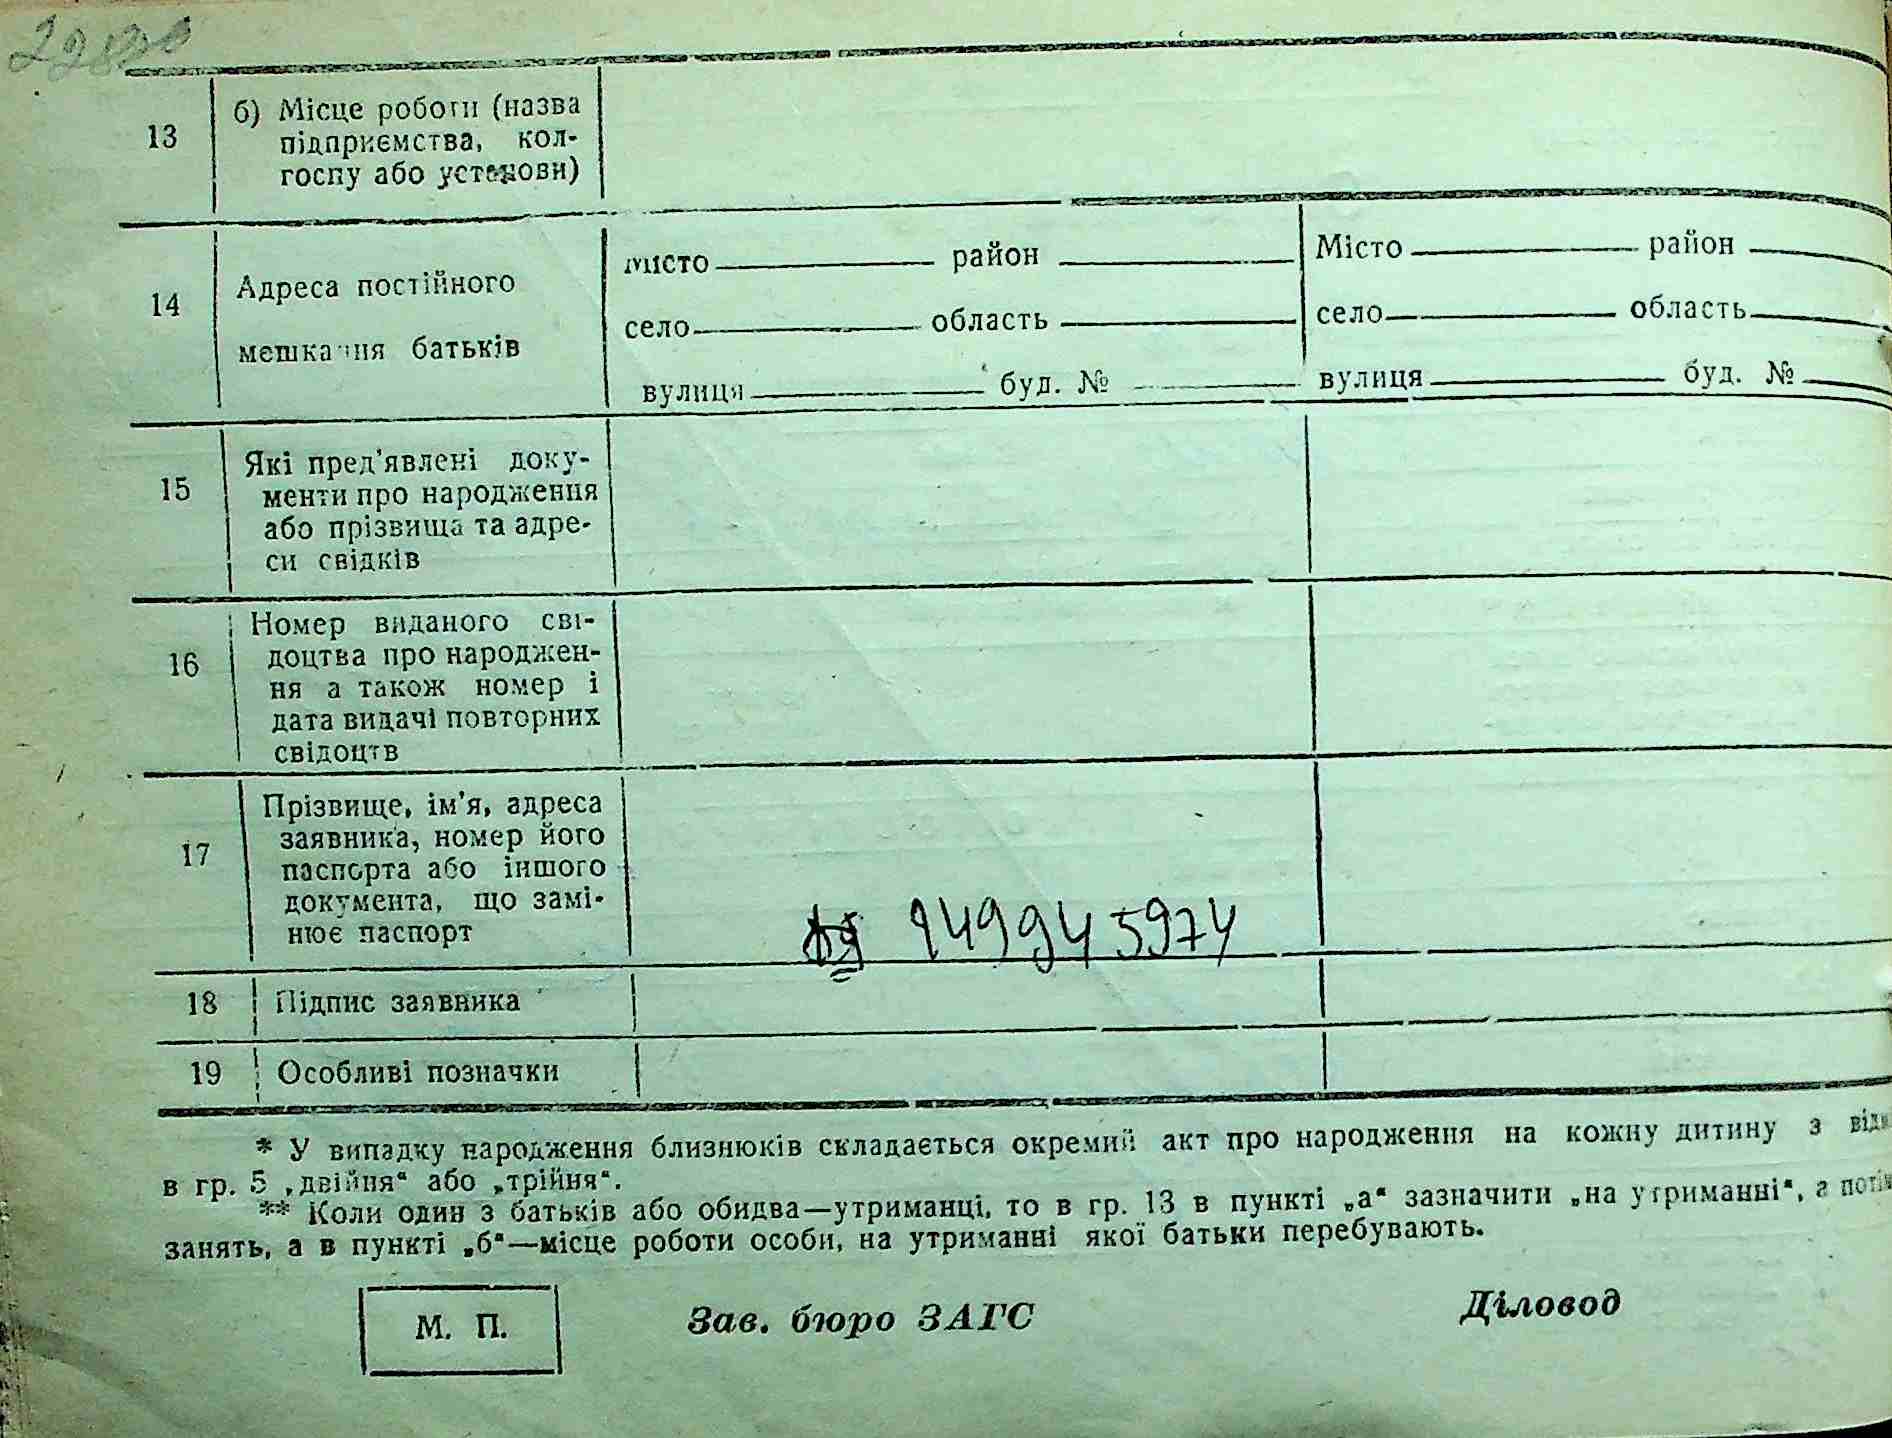 13
б) Місце роботи (назва
підприємства, кол-
госпу або установи)
14
Адреса постійного
мешкання батьків
місто район
село область
вулиця буд. №
Місто район
село область
вулиця буд. №
15
Які пред'явлені доку-
менти про народження
або прізвища та адре-
си свідків
16
Номер виданого сві-
доцтва про народжен-
ня а також номер і
дата видачі повторних
свідоцтв
17
Прізвище, ім'я, адреса
заявника, номер його
паспорта або іншого
документа, що замі-
нює паспорт
949945974
18 Підпис заявника
19 Особливі позначки
* У випадку народження близнюків складається окремий акт про народження на кожну дитину з
в гр. 5 „двійня“ або „трійня“.
** Коли один з батьків або обидва—утриманці, то в гр. 13 в пункті „а“ зазначити „на утриманні“, а
занять, а в пункті „б“—місце роботи особи, на утриманні якої батьки перебувають.
М. П.
Зав. бюро ЗАГС
Діловод